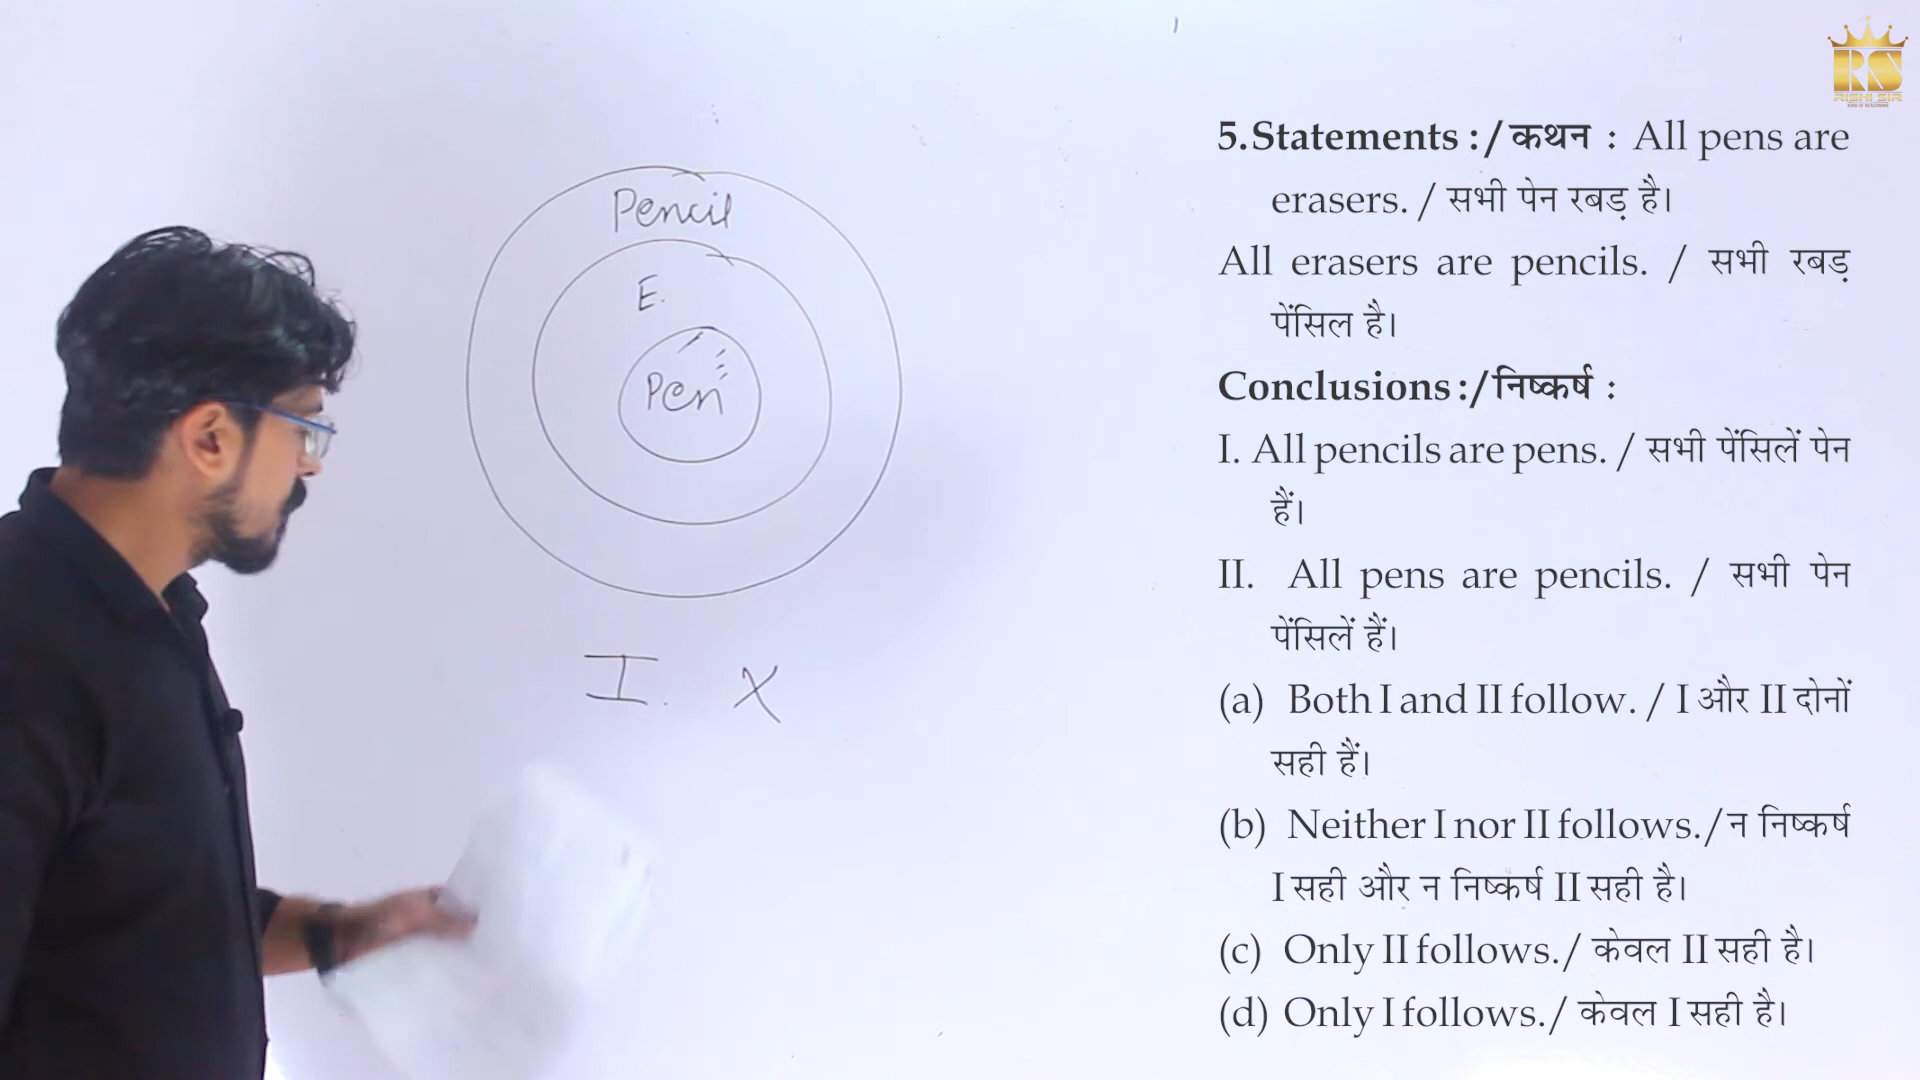 RS
RISHI SIR
5. Statements : / कथन : All pens are
erasers. / सभी पेन रबड़ है।
All erasers are pencils. / सभी रबड़
पेंसिल है।
Conclusions : / निष्कर्ष :
I. All pencils are pens. / सभी पेंसिलें पेन
हैं।
II. All pens are pencils. / सभी पेन
पेंसिलें हैं।
(a) Both I and II follow. / I और II दोनों
सही हैं।
(b) Neither I nor II follows./ न निष्कर्ष
I सही और न निष्कर्ष II सही है।
(c) Only II follows./ केवल II सही है।
(d) Only I follows./ केवल I सही है।
Pencil
E.
Pen
I. X